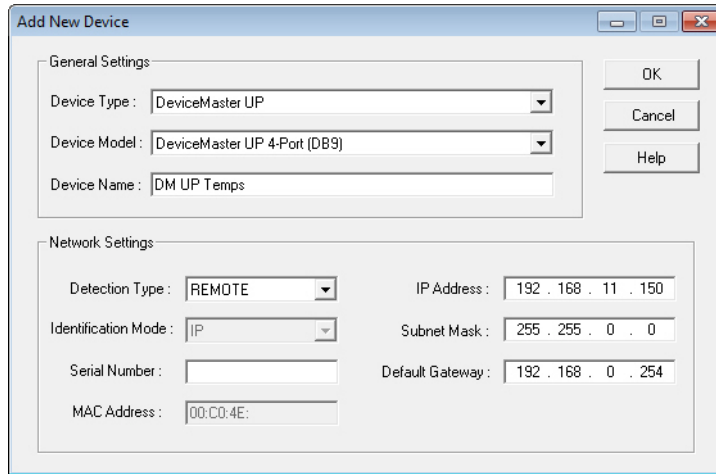 Add New Device
General Settings
Device Type : DeviceMaster UP
Device Model : DeviceMaster UP 4-Port (DB9)
Device Name : DM UP Temps
OK
Cancel
Help
Network Settings
Detection Type : REMOTE
Identification Mode : IP
Serial Number :
MAC Address : 00:C0:4E:
IP Address : 192 . 168 . 11 . 150
Subnet Mask : 255 . 255 . 0 . 0
Default Gateway : 192 . 168 . 0 . 254